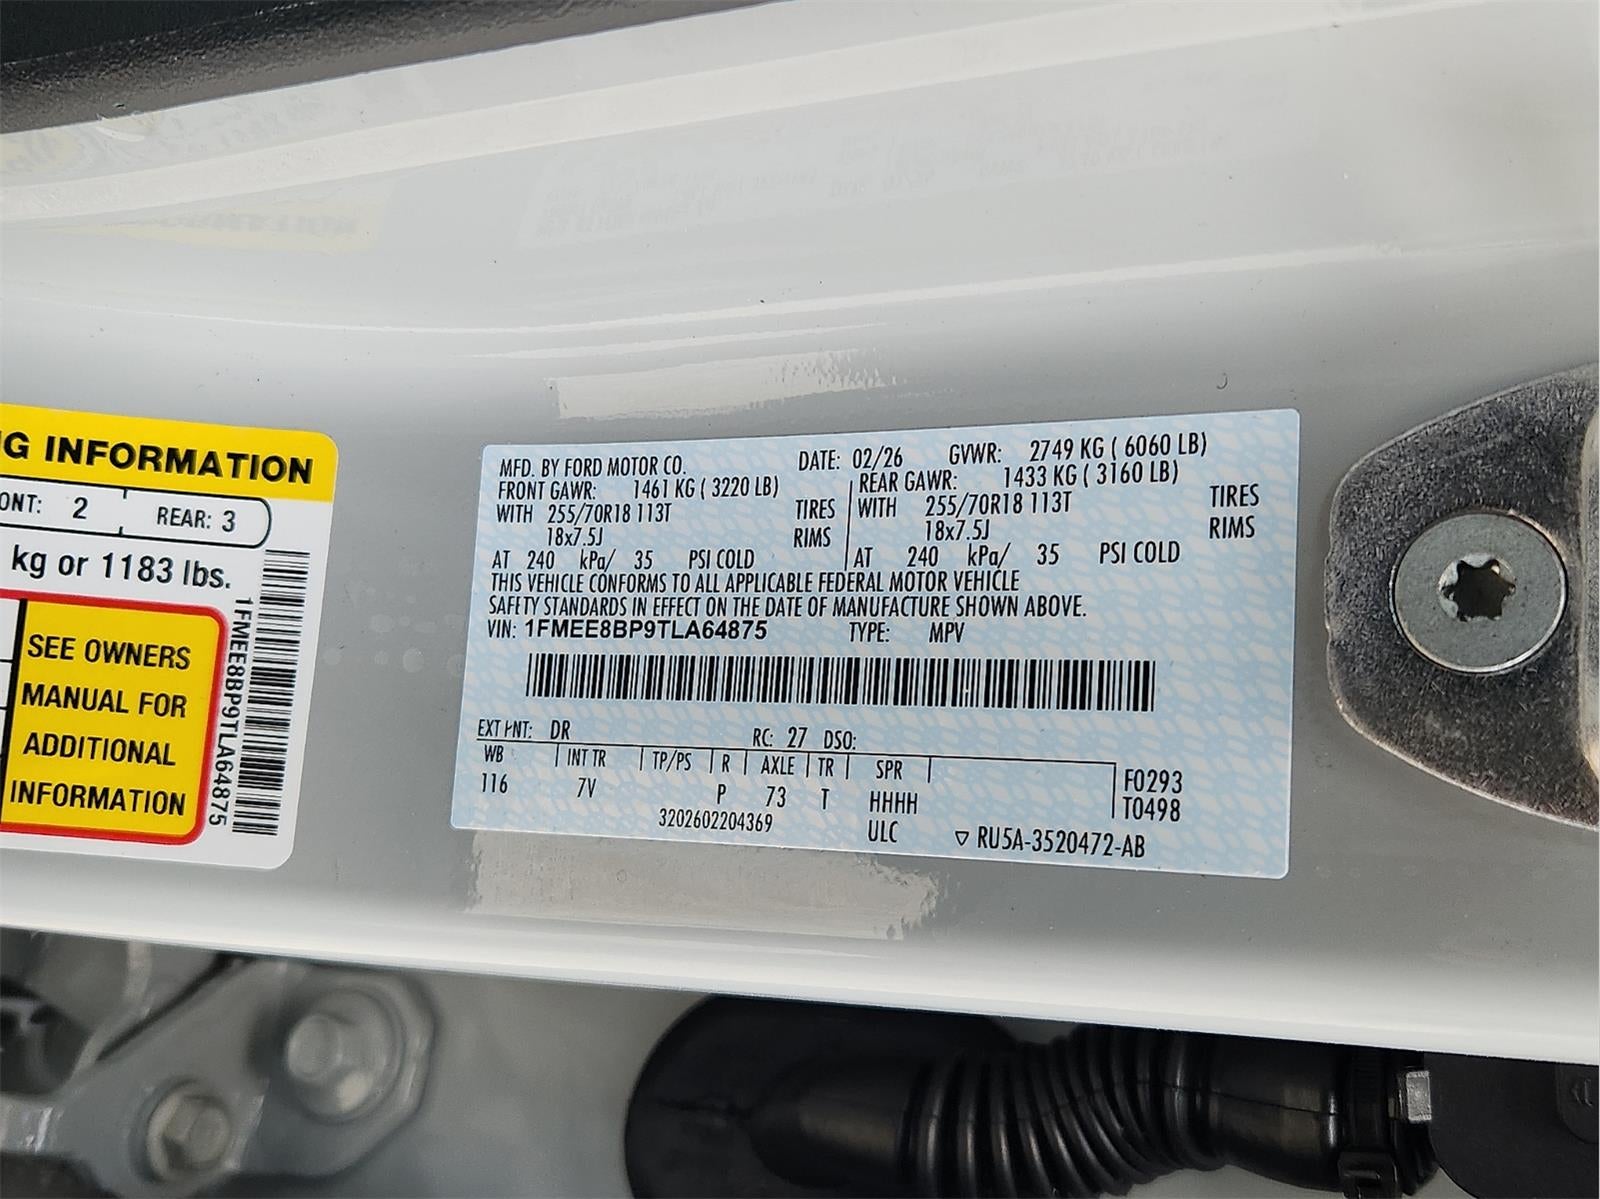 G INFORMATION
ONT: 2 REAR: 3
kg or 1183 lbs.
SEE OWNERS
MANUAL FOR
ADDITIONAL
INFORMATION
1FMEE8BP9TLA64875
MFD. BY FORD MOTOR CO. DATE: 02/26 GVWR: 2749 KG ( 6060 LB)
FRONT GAWR: 1461 KG ( 3220 LB) REAR GAWR: 1433 KG ( 3160 LB)
WITH 255/70R18 113T TIRES WITH 255/70R18 113T TIRES
18x7.5J RIMS 18x7.5J RIMS
AT 240 kPa/ 35 PSI COLD AT 240 kPa/ 35 PSI COLD
THIS VEHICLE CONFORMS TO ALL APPLICABLE FEDERAL MOTOR VEHICLE
SAFETY STANDARDS IN EFFECT ON THE DATE OF MANUFACTURE SHOWN ABOVE.
VIN: 1FMEE8BP9TLA64875 TYPE: MPV
EXT PNT: DR RC: 27 DSO:
WB INT TR TP/PS R AXLE TR SPR F0293
116 7V P 73 T HHHH T0498
3202602204369 ULC RU5A-3520472-AB